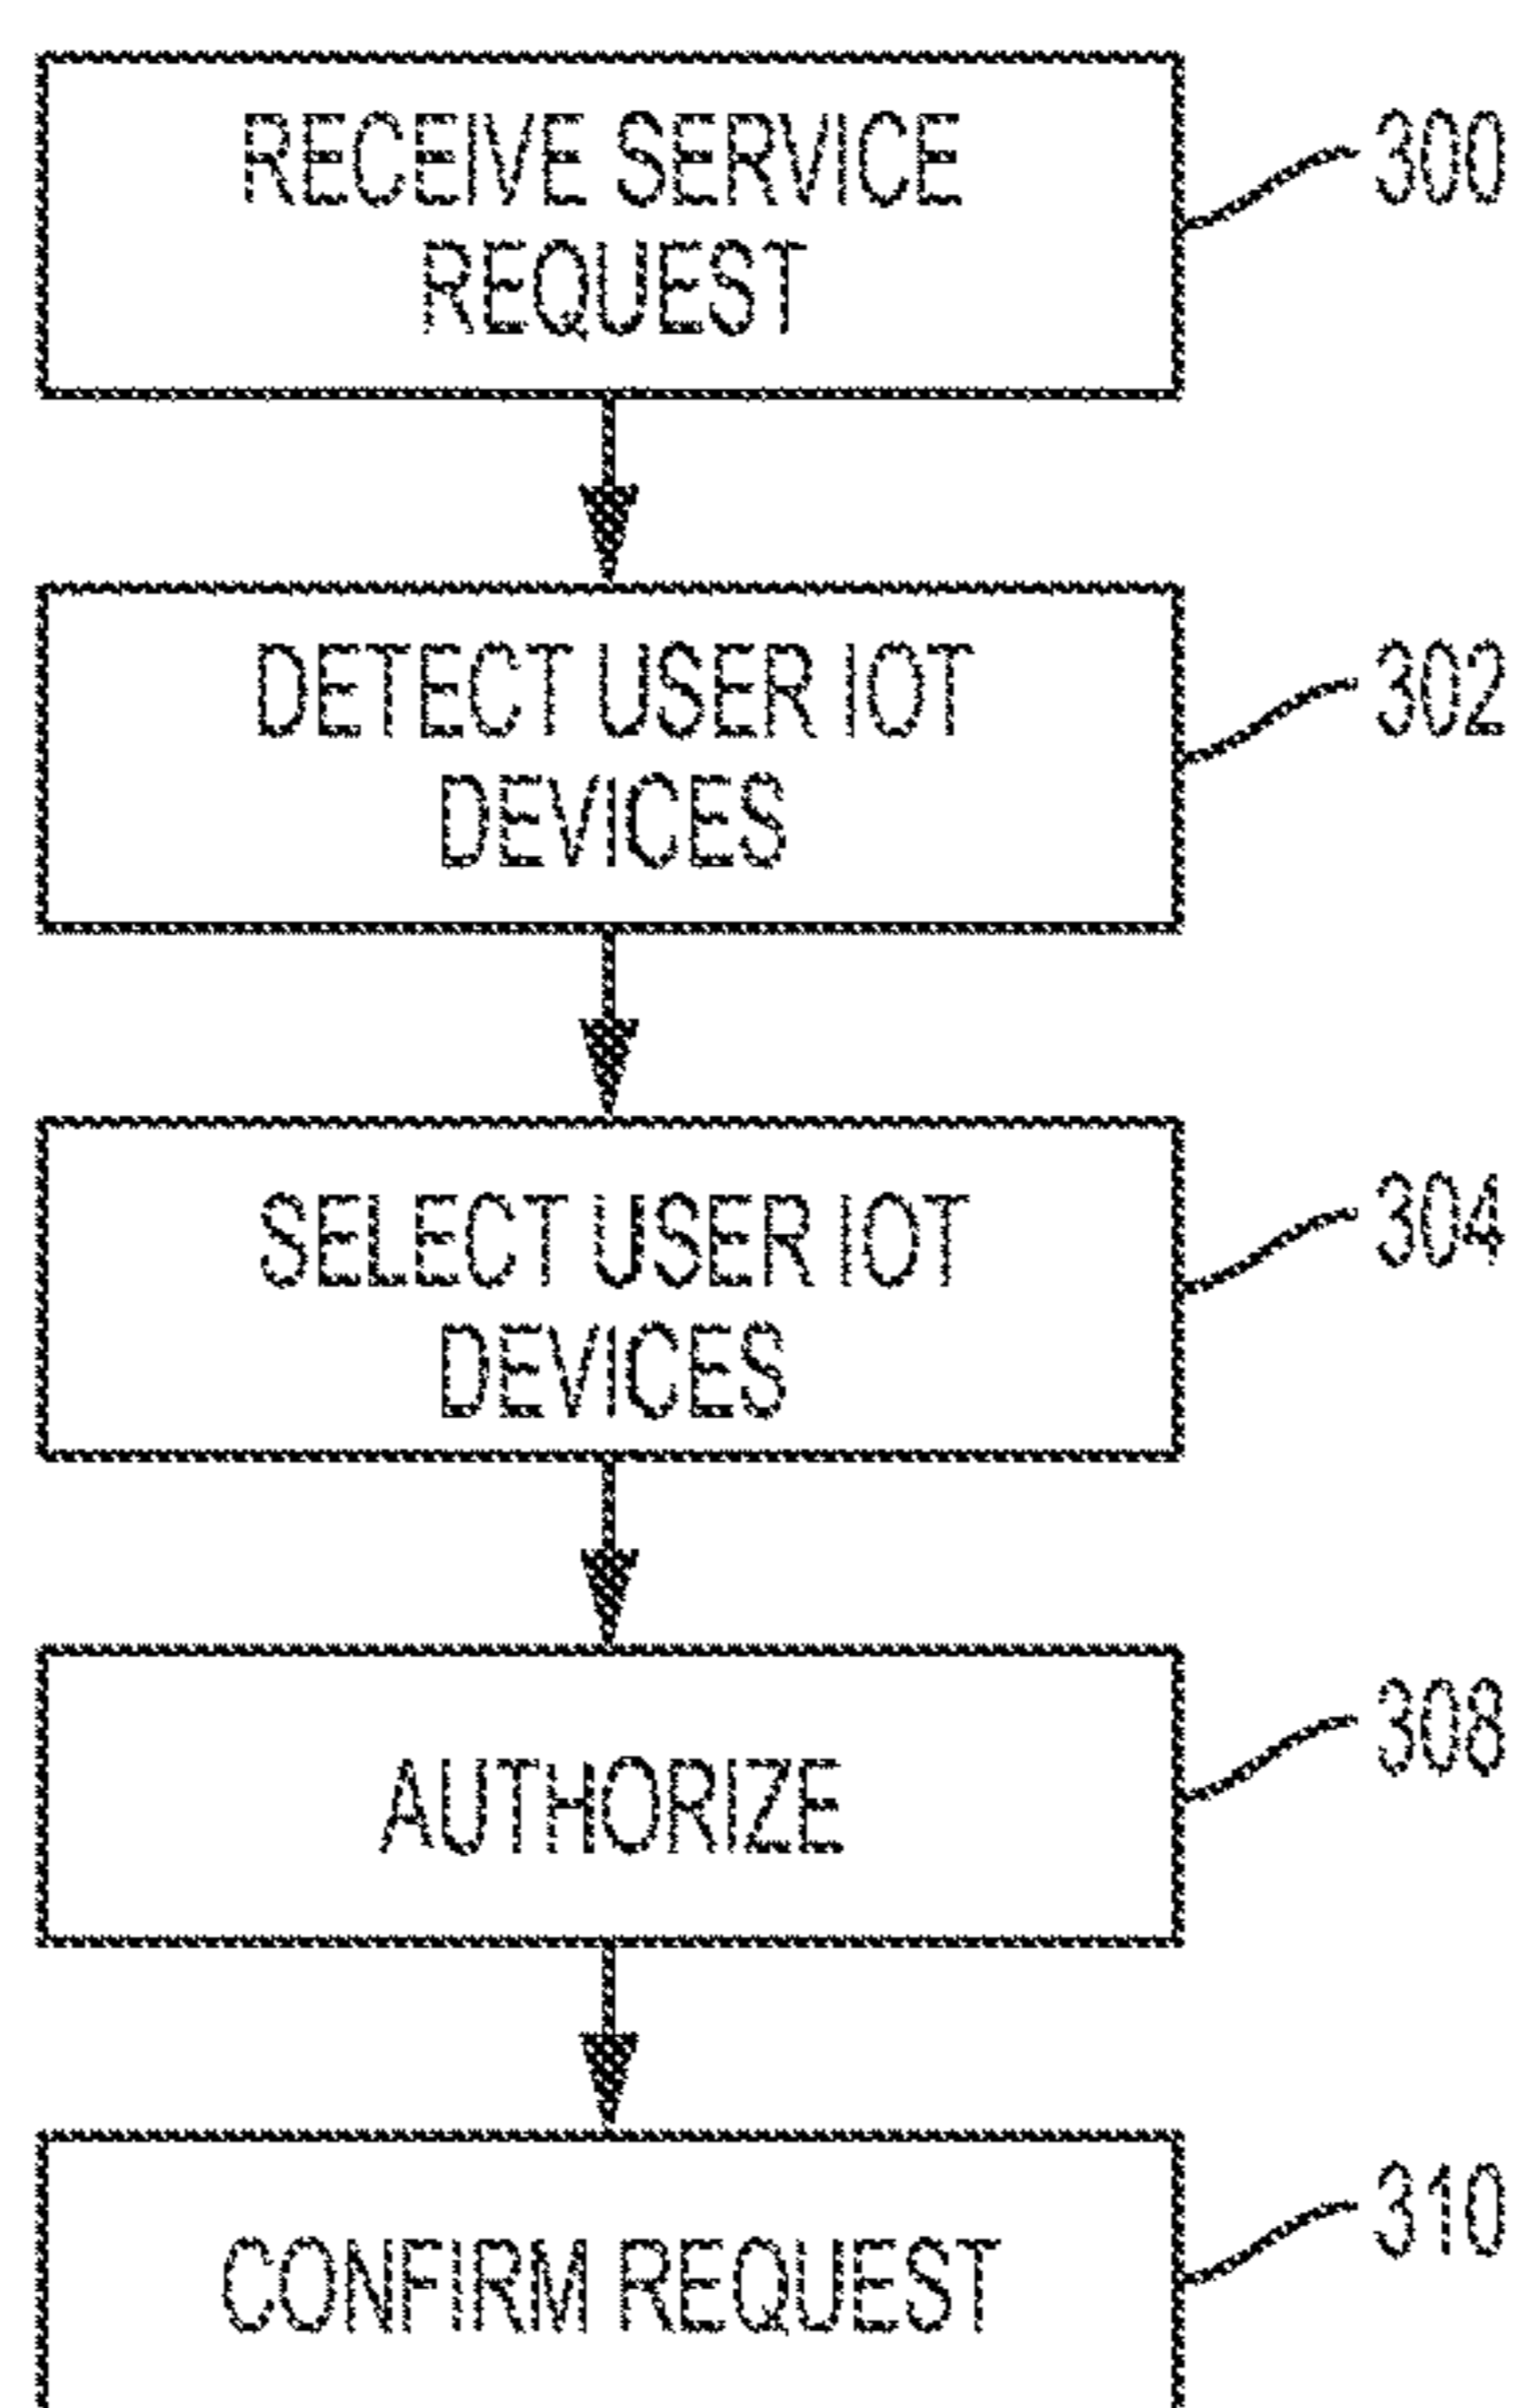 RECEIVE SERVICE
REQUEST
300
DETECT USER IOT
DEVICES
302
SELECT USER IOT
DEVICES
304
AUTHORIZE
308
CONFIRM REQUEST
310